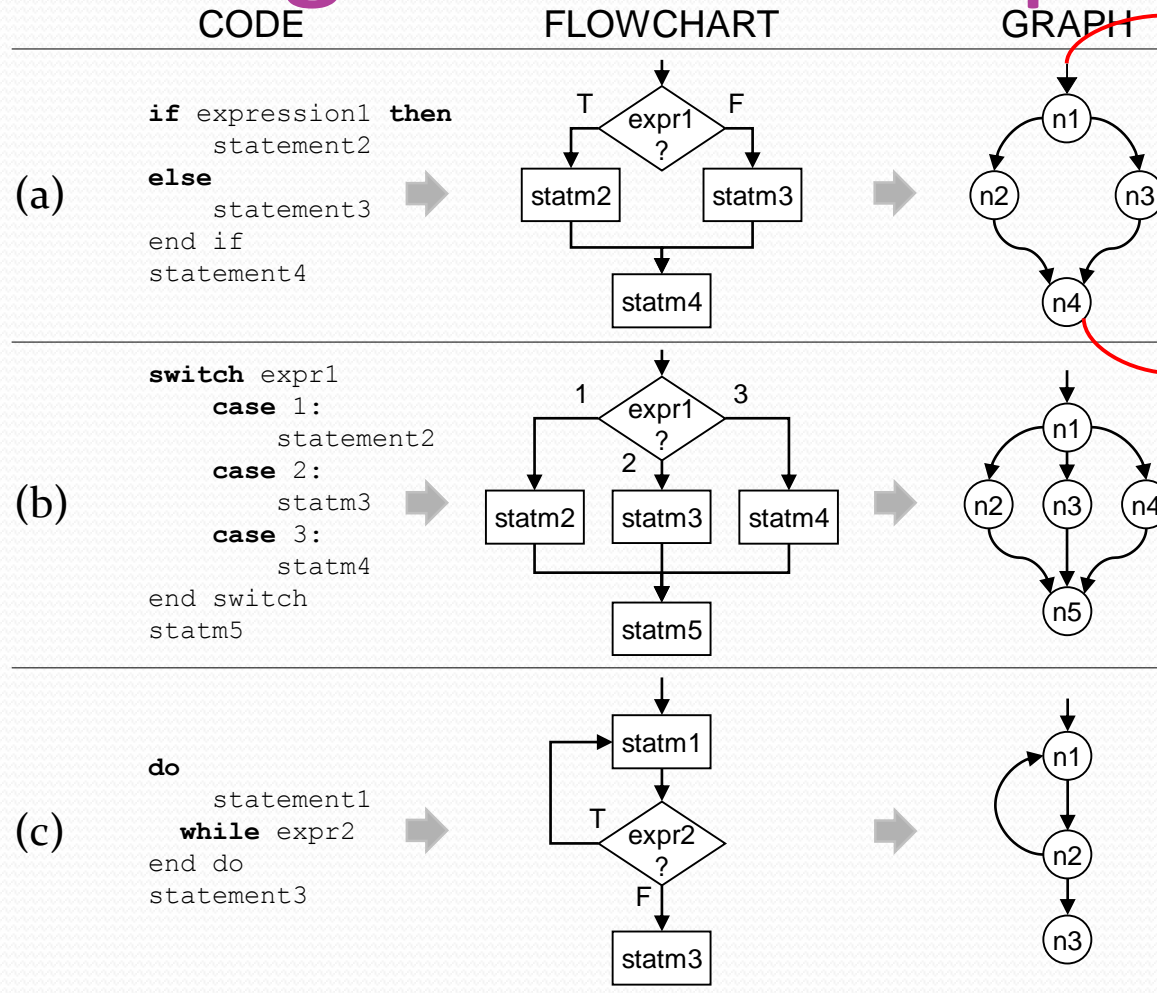 CODE FLOWCHART GRAPH
(a)
if expression1 then
statement2
else
statement3
end if
statement4
T F
expr1
?
statm2 statm3
statm4
n1
n2 n3
n4
(b)
switch expr1
case 1:
statement2
case 2:
statm3
case 3:
statm4
end switch
statm5
1 3
expr1
?
2
statm2 statm3 statm4
statm5
n1
n2 n3 n4
n5
(c)
do
statement1
while expr2
end do
statement3
statm1
T
expr2
?
F
statm3
n1
n2
n3